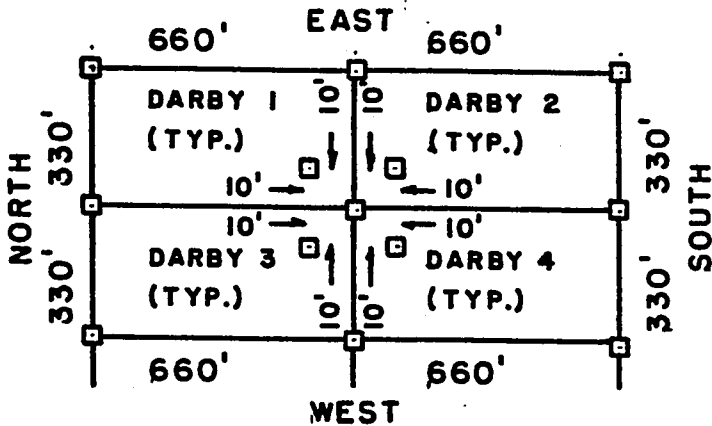 EAST
660' 660'
10' 10'
DARBY 1 DARBY 2
(TYP.) (TYP.)
330' 330'
NORTH SOUTH
10' 10'
10' 10'
DARBY 3 DARBY 4
(TYP.) (TYP.)
330' 330'
10' 10'
660' 660'
WEST